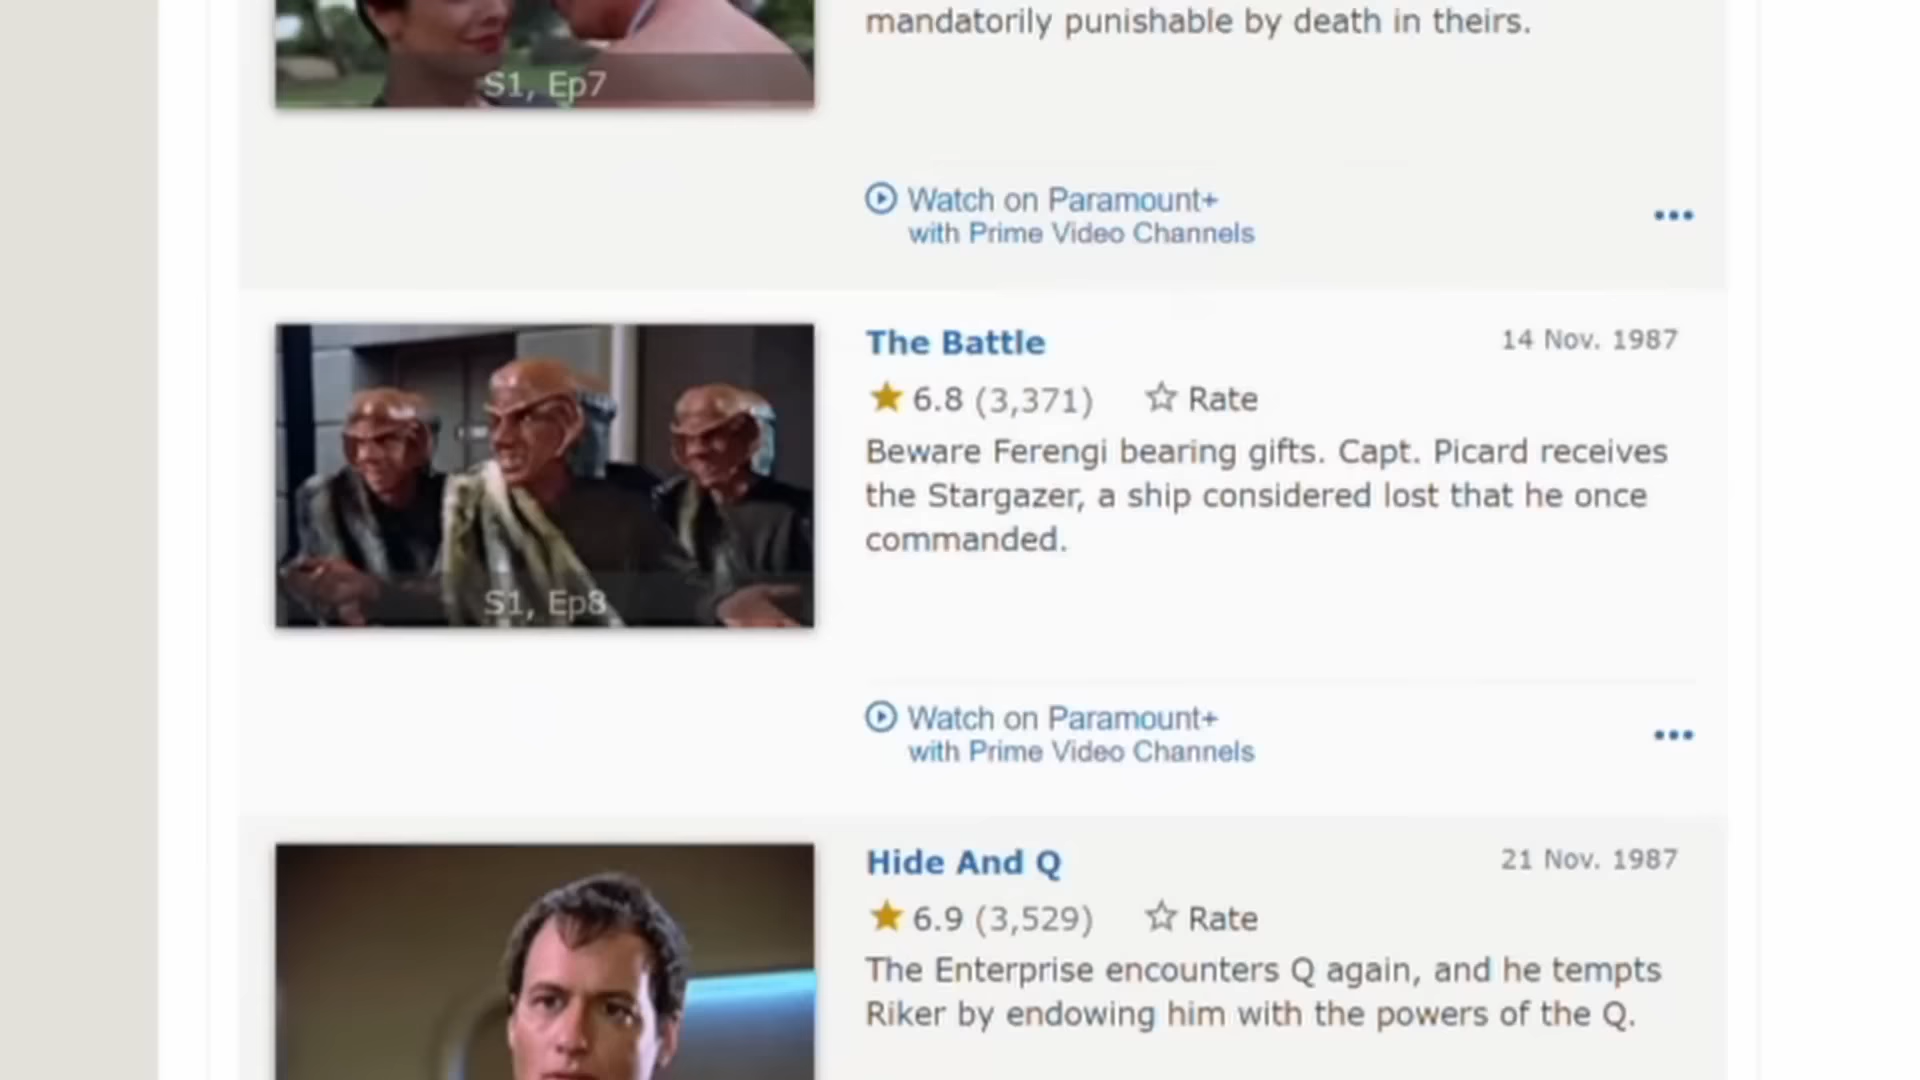 mandatorily punishable by death in theirs.
S1, Ep7
Watch on Paramount+
with Prime Video Channels
The Battle
14 Nov. 1987
6.8 (3,371)
Rate
Beware Ferengi bearing gifts. Capt. Picard receives
the Stargazer, a ship considered lost that he once
commanded.
S1, Ep8
Watch on Paramount+
with Prime Video Channels
Hide And Q
21 Nov. 1987
6.9 (3,529)
Rate
The Enterprise encounters Q again, and he tempts
Riker by endowing him with the powers of the Q.